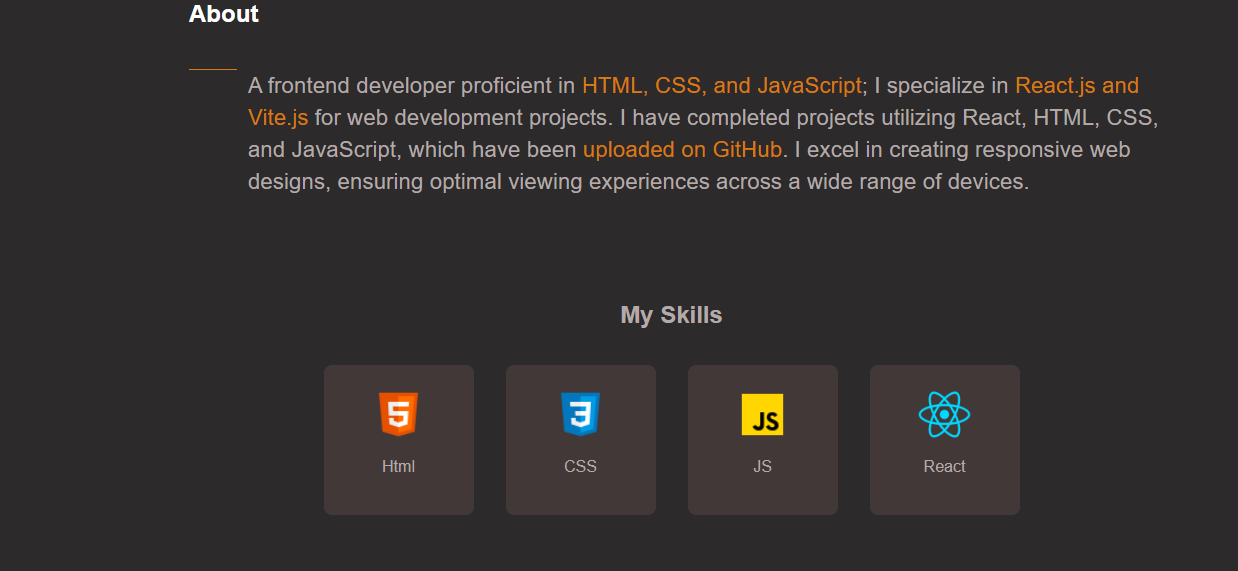 About
A frontend developer proficient in HTML, CSS, and JavaScript; I specialize in React.js and
Vite.js for web development projects. I have completed projects utilizing React, HTML, CSS,
and JavaScript, which have been uploaded on GitHub. I excel in creating responsive web
designs, ensuring optimal viewing experiences across a wide range of devices.
My Skills
5
3
JS
Html
CSS
JS
React